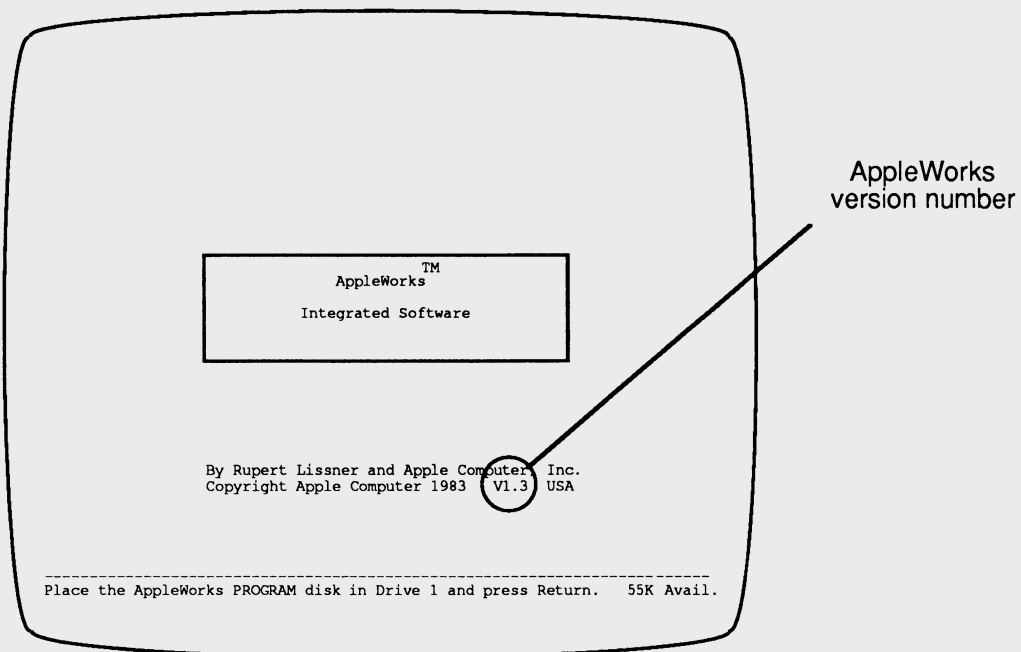 AppleWorks
version number
TM
AppleWorks
Integrated Software
By Rupert Lissner and Apple Computer, Inc.
Copyright Apple Computer 1983 V1.3 USA
Place the AppleWorks PROGRAM disk in Drive 1 and press Return. 55K Avail.